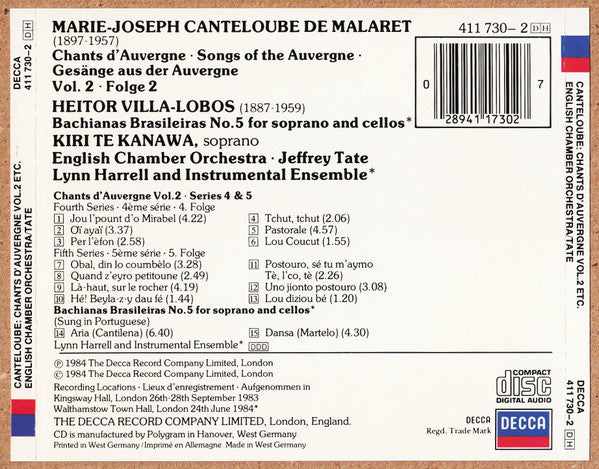 DECCA 411 730-2 DH
CANTELOUBE: CHANTS D'AUVERGNE VOL.2 ETC.
ENGLISH CHAMBER ORCHESTRA/TATE
MARIE-JOSEPH CANTELOUBE DE MALARET
411 730-2 DH
(1897-1957)
Chants d'Auvergne · Songs of the Auvergne ·
Gesänge aus der Auvergne
Vol. 2 · Folge 2
0 28941 17302 7
HEITOR VILLA-LOBOS (1887-1959)
Bachianas Brasileiras No.5 for soprano and cellos*
KIRI TE KANAWA, soprano
English Chamber Orchestra · Jeffrey Tate
Lynn Harrell and Instrumental Ensemble*
Chants d'Auvergne Vol.2 · Series 4 & 5
Fourth Series · 4ème série · 4. Folge
1 Jou l'pount d'o Mirabel (4.22)
2 Oï ayaï (3.37)
3 Per l'èfon (2.58)
4 Tchut, tchut (2.06)
5 Pastorale (4.57)
6 Lou Coucut (1.55)
Fifth Series · 5ème série · 5. Folge
7 Obal, din lo coumbèlo (3.28)
8 Quand z'eyro petitoune (2.49)
9 Là-haut, sur le rocher (4.19)
10 Hé! Beyla-z-y dau fé (1.44)
11 Postouro, sé tu m'aymo
Tè, l'co, tè (2.26)
12 Uno jionto postouro (3.08)
13 Lou diziou bé (1.20)
Bachianas Brasileiras No.5 for soprano and cellos*
(Sung in Portuguese)
14 Aria (Cantilena) (6.40)
15 Dansa (Martelo) (4.30)
Lynn Harrell and Instrumental Ensemble* DDD
℗ 1984 The Decca Record Company Limited, London
© 1984 The Decca Record Company Limited, London
Recording Locations · Lieux d'enregistrement · Aufgenommen in
Kingsway Hall, London 26th-28th September 1983
Walthamstow Town Hall, London 24th June 1984*
THE DECCA RECORD COMPANY LIMITED, London, England.
CD is manufactured by Polygram in Hanover, West Germany
Printed in West Germany / Imprimé en Allemagne Made in West Germany
COMPACT
disc
DIGITAL AUDIO
DECCA
Regd. Trade Mark
DECCA
CANTELOUBE: CHANTS D'AUVERGNE VOL.2 ETC.
ENGLISH CHAMBER ORCHESTRA/TATE
DECCA
411 730-2 DH